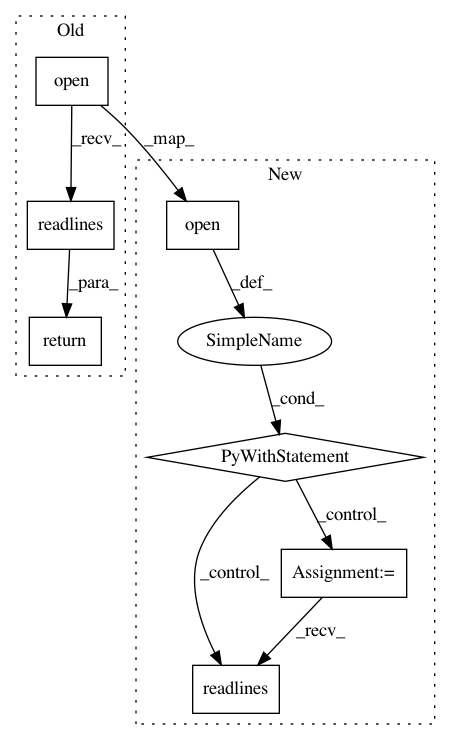 Old
open
_recv_
_map_
New
readlines
open
_para_
_def_
return
SimpleName
_cond_
PyWithStatement
_control_
_control_
Assignment:=
_recv_
readlines